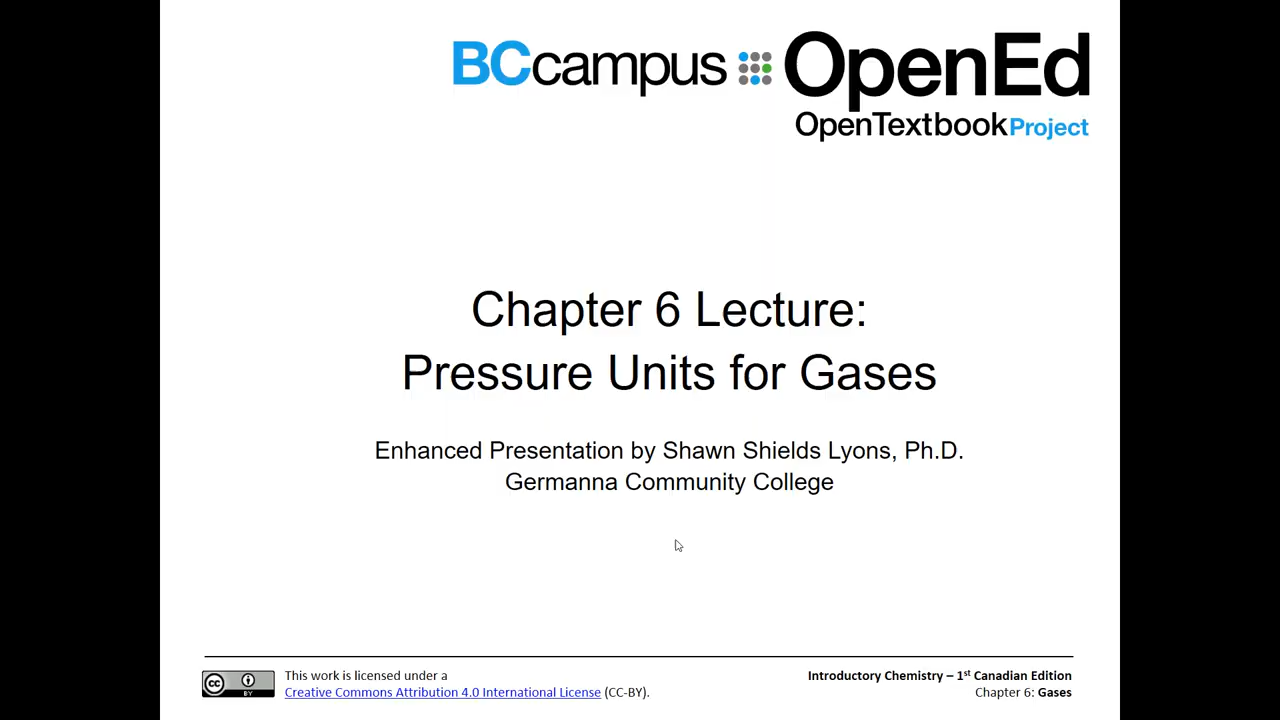 BCcampus OpenEd
OpenTextbookProject
Chapter 6 Lecture:
Pressure Units for Gases
Enhanced Presentation by Shawn Shields Lyons, Ph.D.
Germanna Community College
This work is licensed under a
Creative Commons Attribution 4.0 International License (CC-BY).
cc
BY
Introductory Chemistry – 1st Canadian Edition
Chapter 6: Gases